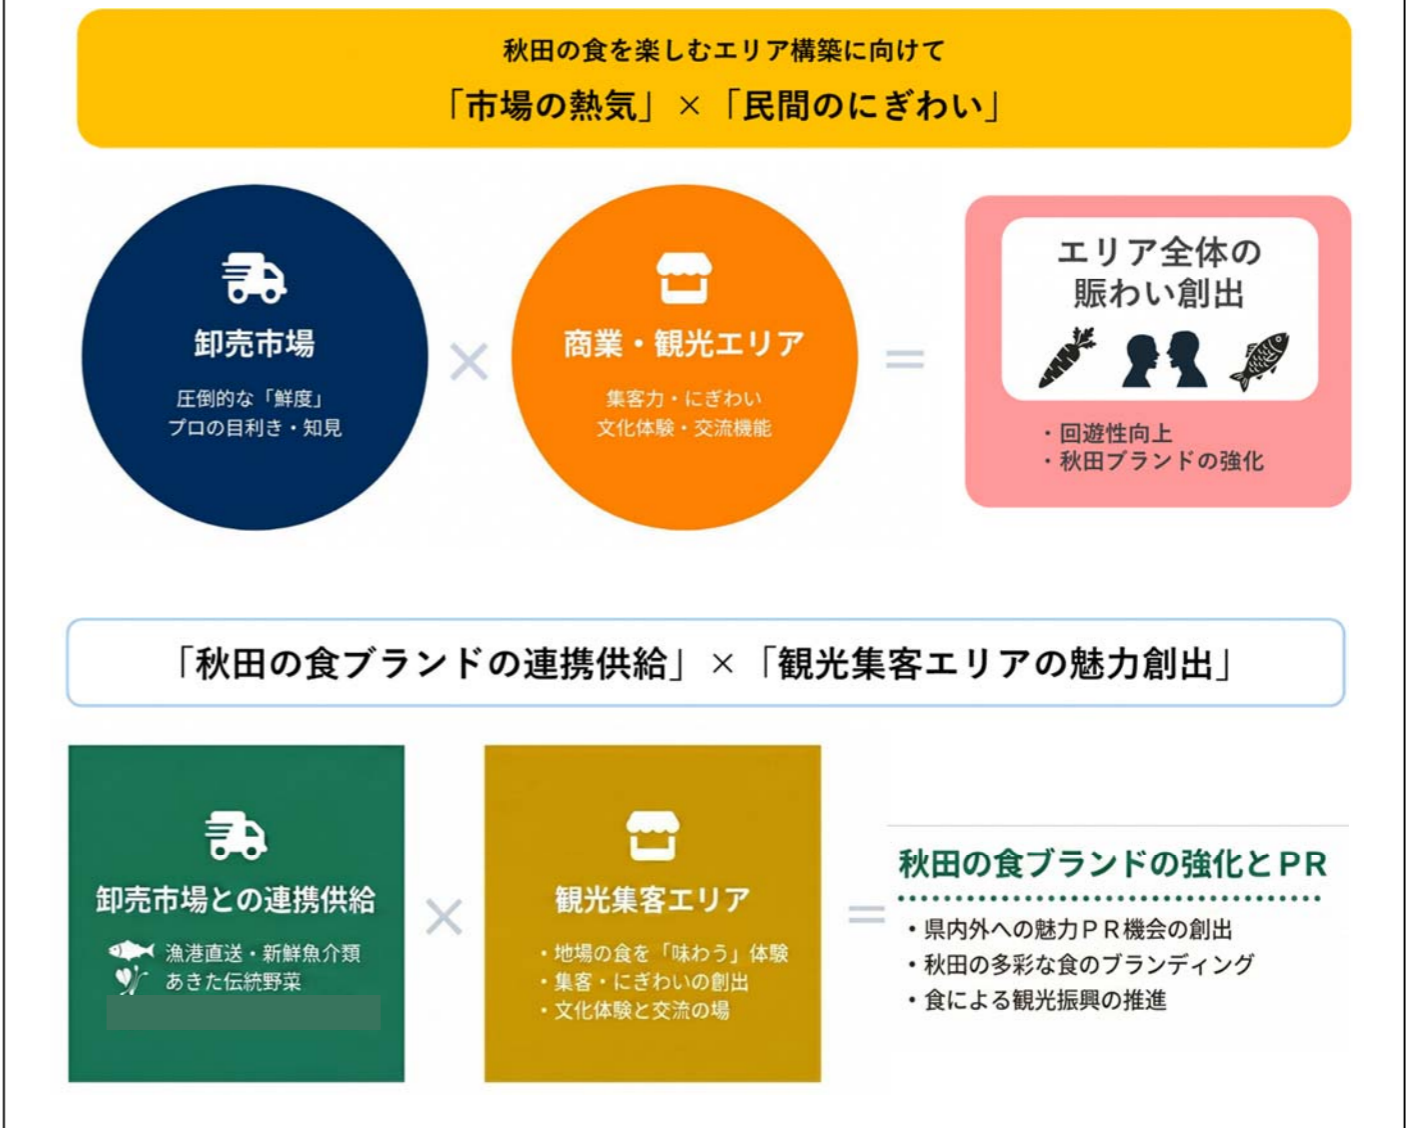 秋田の食を楽しむエリア構築に向けて
「市場の熱気」×「民間のにぎわい」
卸売市場
圧倒的な「鮮度」
プロの目利き・知見
×
商業・観光エリア
集客力・にぎわい
文化体験・交流機能
=
エリア全体の
賑わい創出
・回遊性向上
・秋田ブランドの強化
「秋田の食ブランドの連携供給」×「観光集客エリアの魅力創出」
卸売市場との連携供給
漁港直送・新鮮魚介類
あきた伝統野菜
×
観光集客エリア
・地場の食を「味わう」体験
・集客・にぎわいの創出
・文化体験と交流の場
=
秋田の食ブランドの強化とPR
・県内外への魅力PR機会の創出
・秋田の多彩な食のブランディング
・食による観光振興の推進